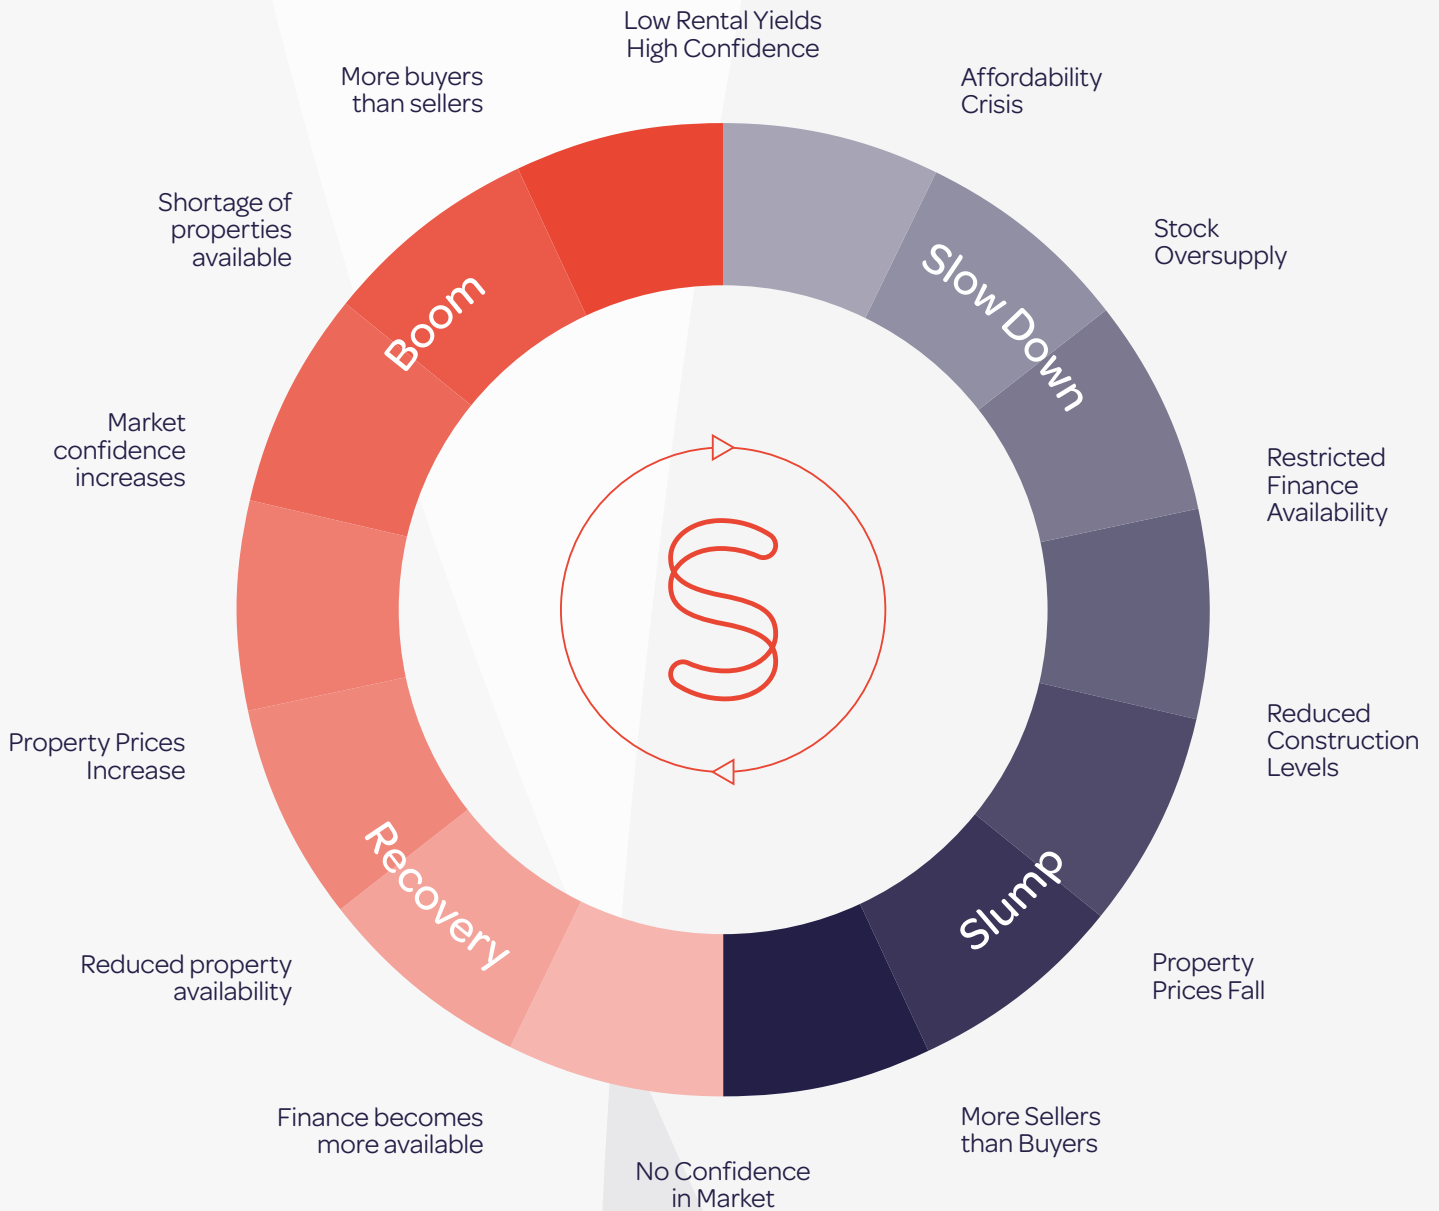 Low Rental Yields
High Confidence
Affordability
Crisis
Stock
Oversupply
Restricted
Finance
Availability
Reduced
Construction
Levels
Property
Prices Fall
More Sellers
than Buyers
No Confidence
in Market
Finance becomes
more available
Reduced property
availability
Property Prices
Increase
Market
confidence
increases
Shortage of
properties
available
More buyers
than sellers
Boom
Slow Down
Slump
Recovery